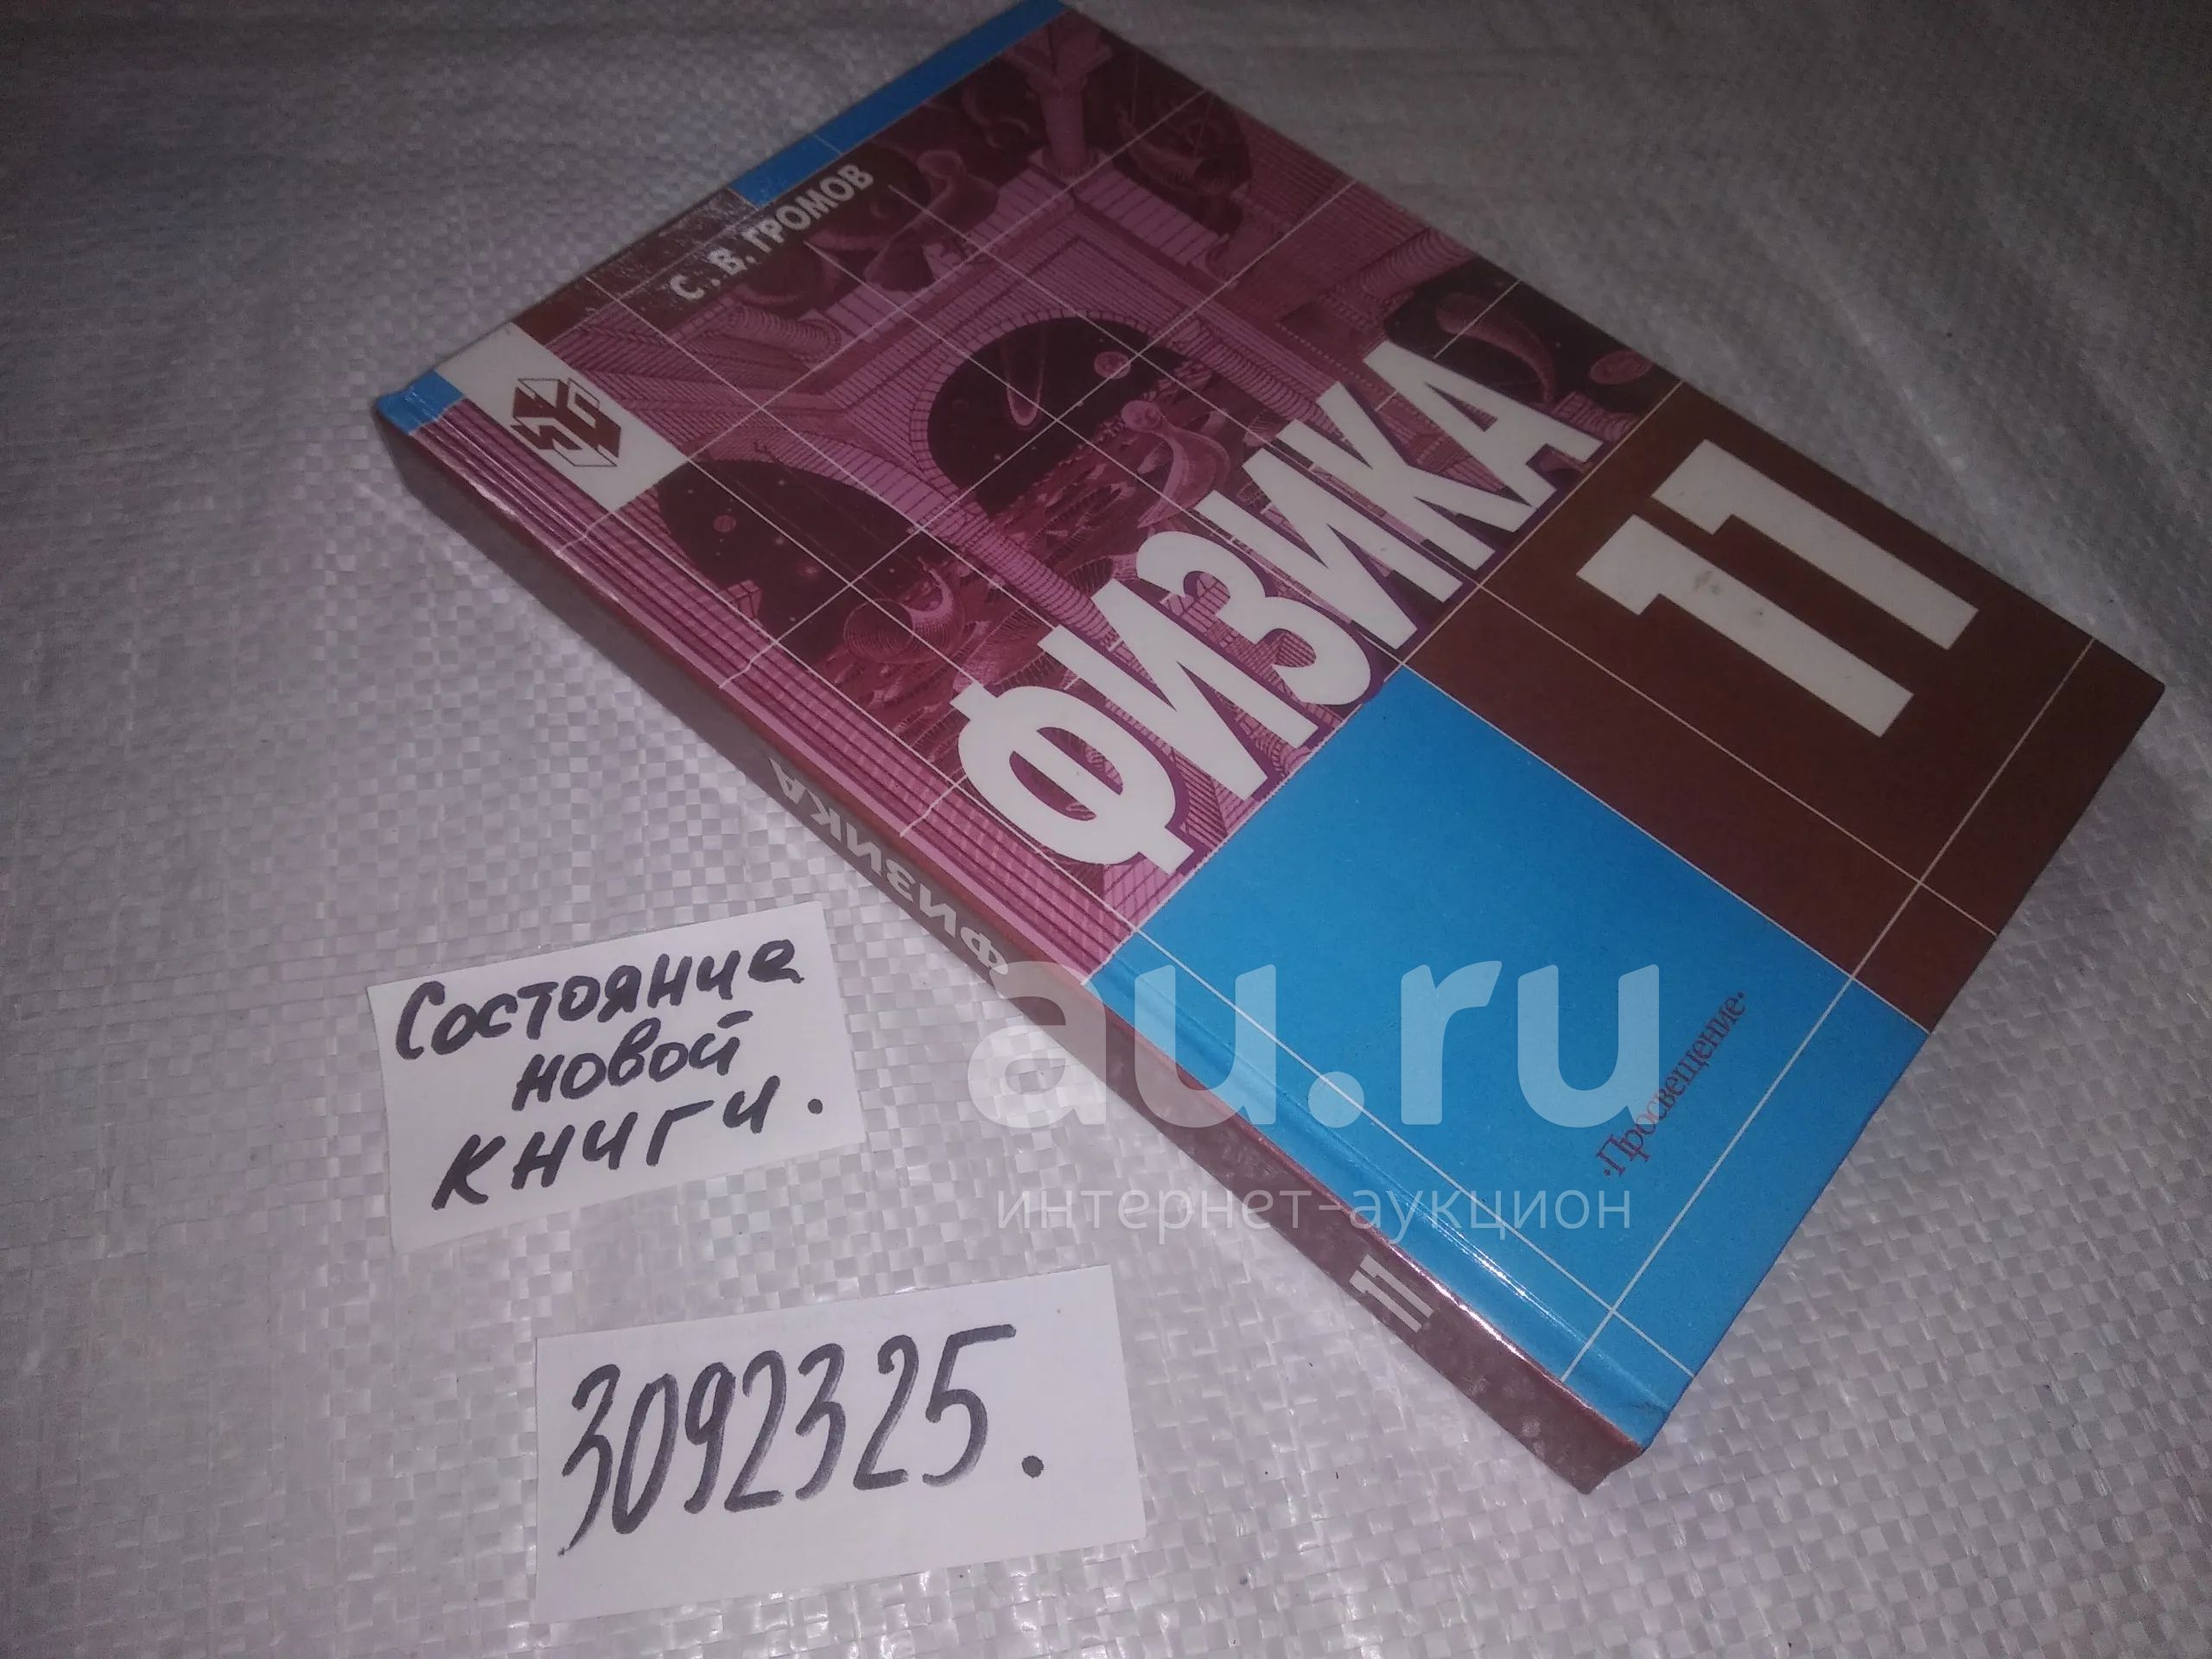 С. В. ГРОМОВ
ФИЗИКА
11
•Просвещение•
ФИЗИКА
11
Состояние
новой
книги.
3092325.
au.ru
интернет-аукцион